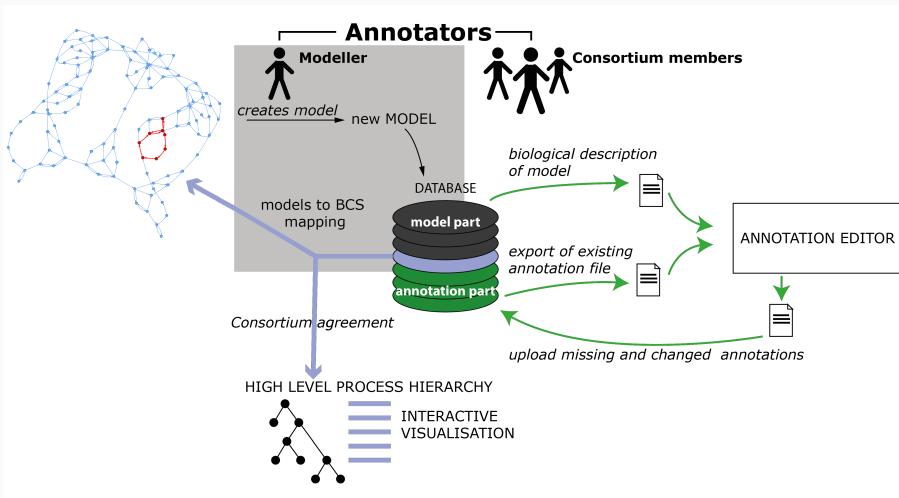 Annotators
Modeller
Consortium members
creates model
new MODEL
DATABASE
models to BCS
mapping
model part
annotation part
biological description
of model
export of existing
annotation file
ANNOTATION EDITOR
Consortium agreement
upload missing and changed annotations
HIGH LEVEL PROCESS HIERARCHY
INTERACTIVE
VISUALISATION